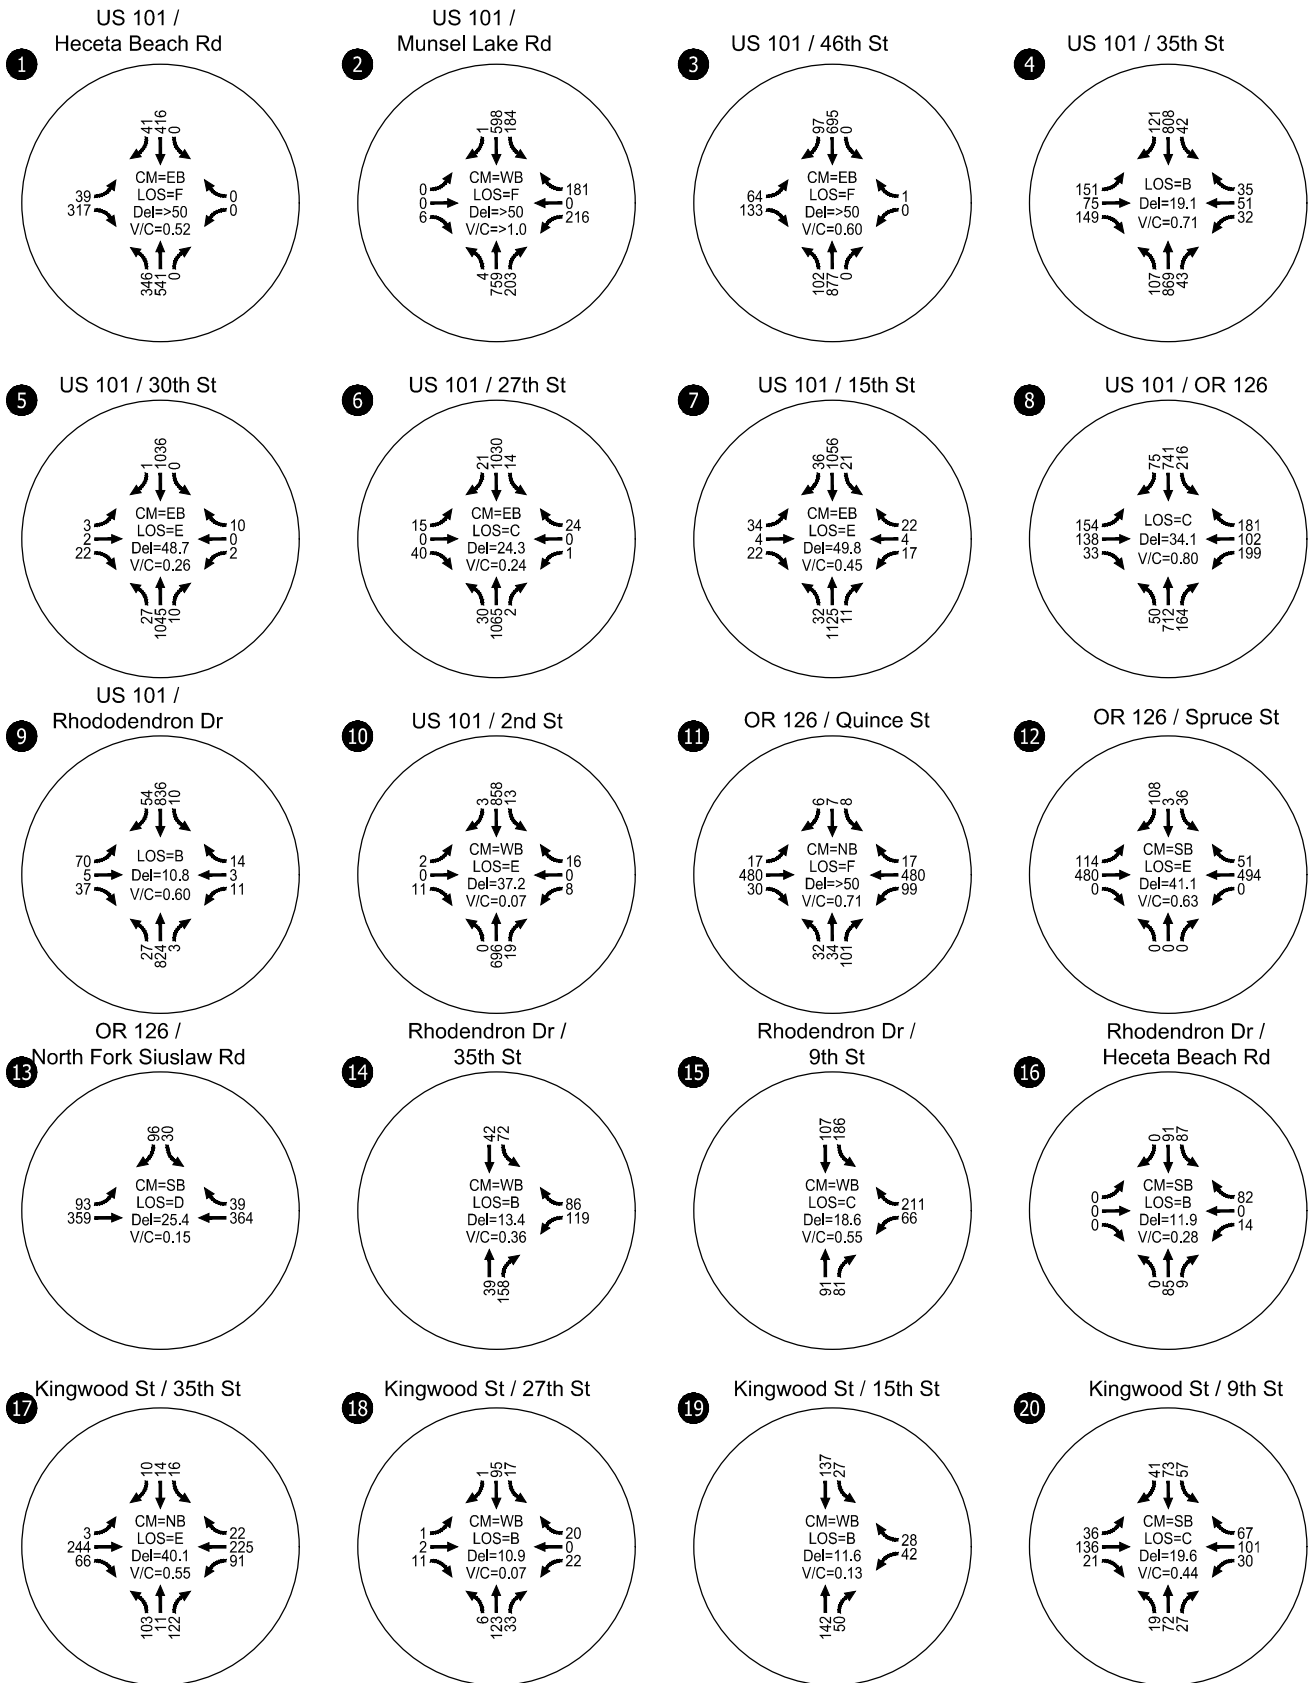 US 101 /
Heceta Beach Rd
1
41 416 0
39
317
CM=EB
LOS=F
Del=>50
V/C=0.52
0
0
346 541 0
US 101 /
Munsel Lake Rd
2
1 598 184
0
0
6
CM=WB
LOS=F
Del=>50
V/C=>1.0
181
0
216
4 759 203
US 101 / 46th St
3
97 695 0
64
133
CM=EB
LOS=F
Del=>50
V/C=0.60
1
0
102 877 0
US 101 / 35th St
4
121 808 42
151
75
149
LOS=B
Del=19.1
V/C=0.71
35
51
32
107 869 43
US 101 / 30th St
5
1 1036 0
3
2
22
CM=EB
LOS=E
Del=48.7
V/C=0.26
10
0
2
27 1045 10
US 101 / 27th St
6
21 1030 14
15
0
40
CM=EB
LOS=C
Del=24.3
V/C=0.24
24
0
1
30 1065 2
US 101 / 15th St
7
36 1056 21
34
4
22
CM=EB
LOS=E
Del=49.8
V/C=0.45
22
4
17
32 1125 11
US 101 / OR 126
8
75 741 216
154
138
33
LOS=C
Del=34.1
V/C=0.80
181
102
199
50 712 164
US 101 /
Rhododendron Dr
9
54 836 10
70
5
37
LOS=B
Del=10.8
V/C=0.60
14
3
11
27 824 3
US 101 / 2nd St
10
3 858 13
2
0
11
CM=WB
LOS=E
Del=37.2
V/C=0.07
16
0
8
0 696 19
OR 126 / Quince St
11
6 7 8
17
480
30
CM=NB
LOS=F
Del=>50
V/C=0.71
17
480
99
32 34 101
OR 126 / Spruce St
12
108 3 36
114
480
0
CM=SB
LOS=E
Del=41.1
V/C=0.63
51
494
0
0 0 0
OR 126 /
North Fork Siuslaw Rd
13
96 30
93
359
CM=SB
LOS=D
Del=25.4
V/C=0.15
39
364
Rhodendron Dr /
35th St
14
42 72
CM=WB
LOS=B
Del=13.4
V/C=0.36
86
119
39 158
Rhodendron Dr /
9th St
15
107 186
CM=WB
LOS=C
Del=18.6
V/C=0.55
211
66
91 81
Rhodendron Dr /
Heceta Beach Rd
16
0 91 87
0
0
0
CM=SB
LOS=B
Del=11.9
V/C=0.28
82
0
14
0 85 9
Kingwood St / 35th St
17
10 14 16
3
244
66
CM=NB
LOS=E
Del=40.1
V/C=0.55
22
225
91
103 11 122
Kingwood St / 27th St
18
1 95 17
1
2
11
CM=WB
LOS=B
Del=10.9
V/C=0.07
20
0
22
6 123 33
Kingwood St / 15th St
19
137 27
CM=WB
LOS=B
Del=11.6
V/C=0.13
28
42
142 50
Kingwood St / 9th St
20
41 73 57
36
136
21
CM=SB
LOS=C
Del=19.6
V/C=0.44
67
101
30
19 72 27